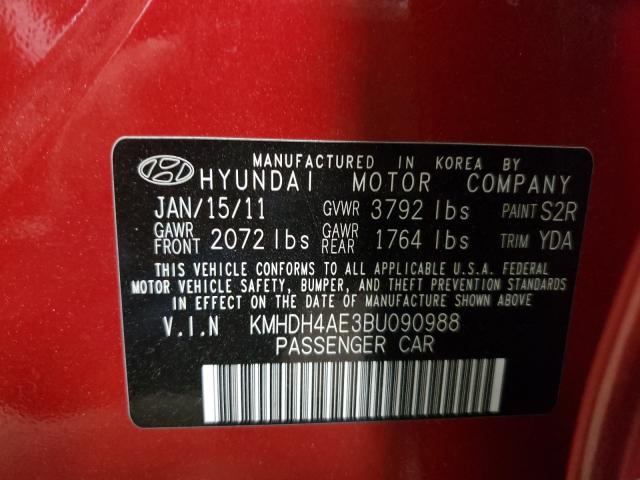 MANUFACTURED IN KOREA BY
HYUNDAI MOTOR COMPANY
JAN/15/11 GVWR 3792 lbs PAINT S2R
GAWR FRONT 2072 lbs GAWR REAR 1764 lbs TRIM YDA
THIS VEHICLE CONFORMS TO ALL APPLICABLE U.S.A. FEDERAL
MOTOR VEHICLE SAFETY, BUMPER, AND THEFT PREVENTION
STANDARDS IN EFFECT ON THE DATE OF MANUFACTURE SHOWN ABOVE
V.I.N KMHDH4AE3BU090988
PASSENGER CAR